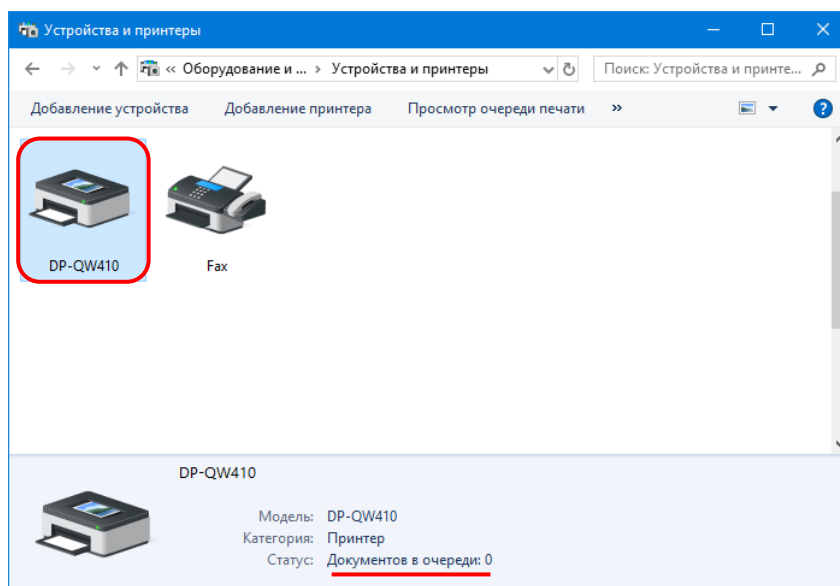 Устройства и принтеры
« Оборудование и ... › Устройства и принтеры
Поиск: Устройства и принте...
Добавление устройства Добавление принтера Просмотр очереди печати »
DP-QW410 Fax
DP-QW410
Модель: DP-QW410
Категория: Принтер
Статус: Документов в очереди: 0